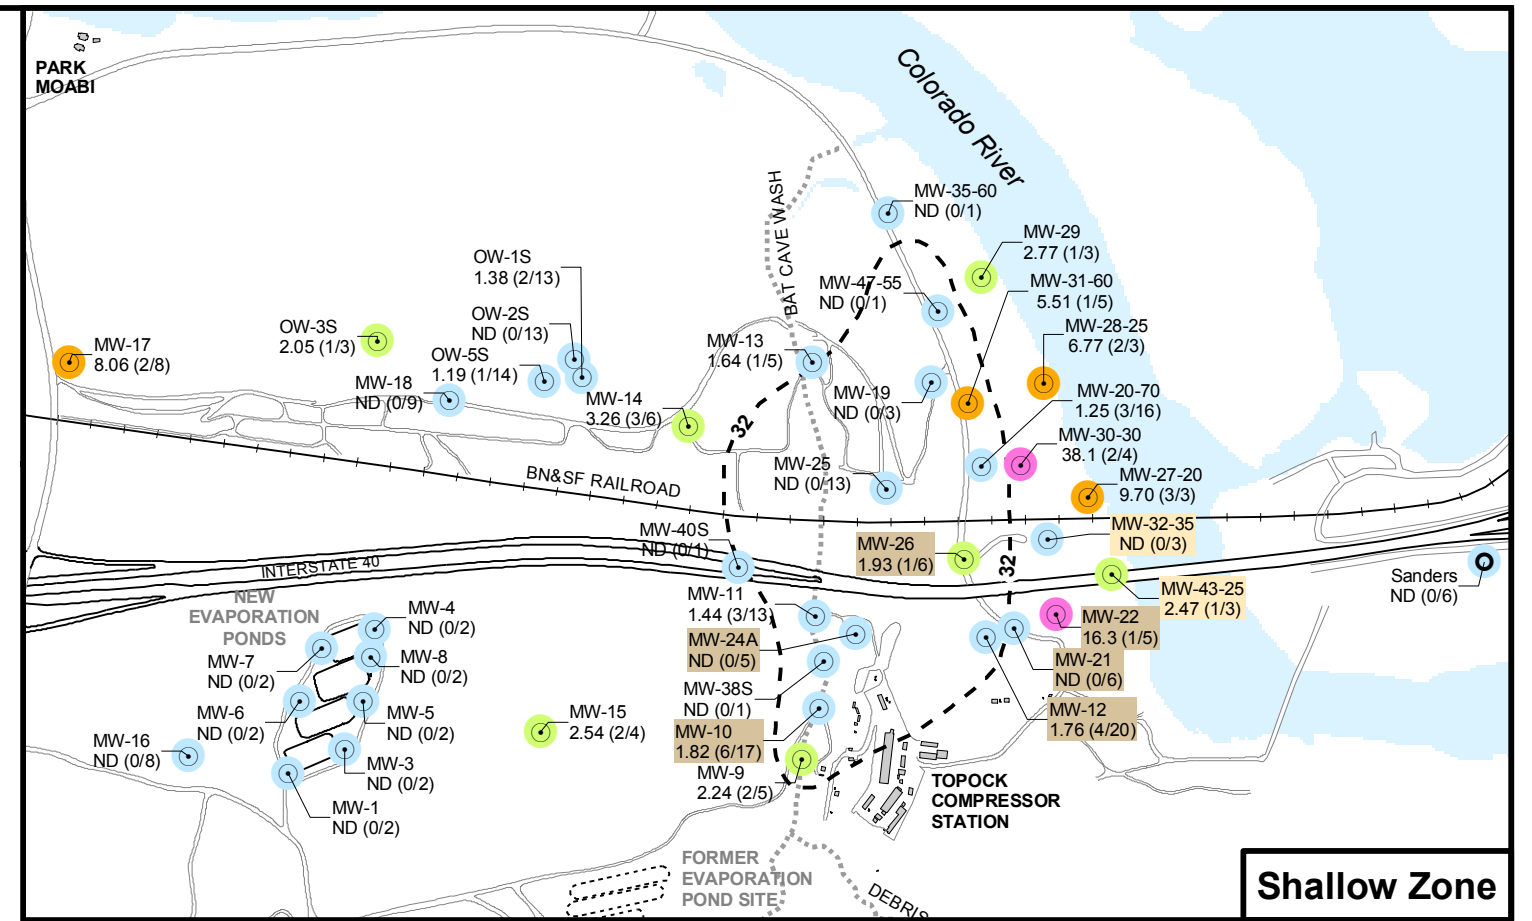 PARK
MOABI
Colorado River
BAT CAVE WASH
MW-35-60
ND (0/1)
MW-29
2.77 (1/3)
OW-1S
1.38 (2/13)
MW-47-55
ND (0/1)
MW-31-60
5.51 (1/5)
OW-2S
ND (0/13)
OW-3S
2.05 (1/3)
MW-28-25
6.77 (2/3)
MW-17
8.06 (2/8)
MW-13
1.64 (1/5)
OW-5S
1.19 (1/14)
MW-18
ND (0/9)
MW-14
3.26 (3/6)
MW-19
ND (0/3)
MW-20-70
1.25 (3/16)
32
MW-30-30
38.1 (2/4)
MW-25
ND (0/13)
BN&SF RAILROAD
MW-27-20
9.70 (3/3)
MW-40S
ND (0/1)
MW-32-35
ND (0/3)
MW-26
1.93 (1/6)
32
INTERSTATE 40
Sanders
ND (0/6)
MW-43-25
2.47 (1/3)
NEW
EVAPORATION
PONDS
MW-11
1.44 (3/13)
MW-4
ND (0/2)
MW-22
16.3 (1/5)
MW-24A
ND (0/5)
MW-7
ND (0/2)
MW-8
ND (0/2)
MW-21
ND (0/6)
MW-38S
ND (0/1)
MW-6
ND (0/2)
MW-5
ND (0/2)
MW-15
2.54 (2/4)
MW-12
1.76 (4/20)
MW-10
1.82 (6/17)
MW-16
ND (0/8)
MW-3
ND (0/2)
MW-9
2.24 (2/5)
MW-1
ND (0/2)
TOPOCK
COMPRESSOR
STATION
FORMER
EVAPORATION
POND SITE
DEBRIS
Shallow Zone